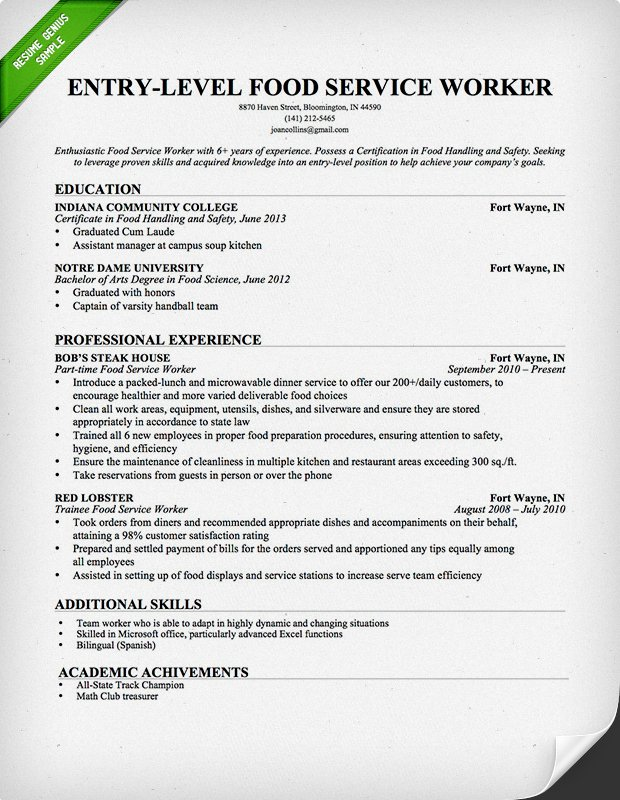 RESUME GENIUS
SAMPLE
ENTRY-LEVEL FOOD SERVICE WORKER
8870 Haven Street, Bloomington, IN 44590
(141) 212-5465
joancollins@gmail.com
Enthusiastic Food Service Worker with 6+ years of experience. Possess a Certification in Food Handling and Safety. Seeking
to leverage proven skills and acquired knowledge into an entry-level position to help achieve your company's goals.
EDUCATION
INDIANA COMMUNITY COLLEGE Fort Wayne, IN
Certificate in Food Handling and Safety, June 2013
• Graduated Cum Laude
• Assistant manager at campus soup kitchen
NOTRE DAME UNIVERSITY Fort Wayne, IN
Bachelor of Arts Degree in Food Science, June 2012
• Graduated with honors
• Captain of varsity handball team
PROFESSIONAL EXPERIENCE
BOB'S STEAK HOUSE Fort Wayne, IN
Part-time Food Service Worker September 2010 – Present
• Introduce a packed-lunch and microwavable dinner service to offer our 200+/daily customers, to
encourage healthier and more varied deliverable food choices
• Clean all work areas, equipment, utensils, dishes, and silverware and ensure they are stored
appropriately in accordance to state law
• Trained all 6 new employees in proper food preparation procedures, ensuring attention to safety,
hygiene, and efficiency
• Ensure the maintenance of cleanliness in multiple kitchen and restaurant areas exceeding 300 sq./ft.
• Take reservations from guests in person or over the phone
RED LOBSTER Fort Wayne, IN
Trainee Food Service Worker August 2008 – July 2010
• Took orders from diners and recommended appropriate dishes and accompaniments on their behalf,
attaining a 98% customer satisfaction rating
• Prepared and settled payment of bills for the orders served and apportioned any tips equally among
all employees
• Assisted in setting up of food displays and service stations to increase serve team efficiency
ADDITIONAL SKILLS
• Team worker who is able to adapt in highly dynamic and changing situations
• Skilled in Microsoft office, particularly advanced Excel functions
• Bilingual (Spanish)
ACADEMIC ACHIVEMENTS
• All-State Track Champion
• Math Club treasurer